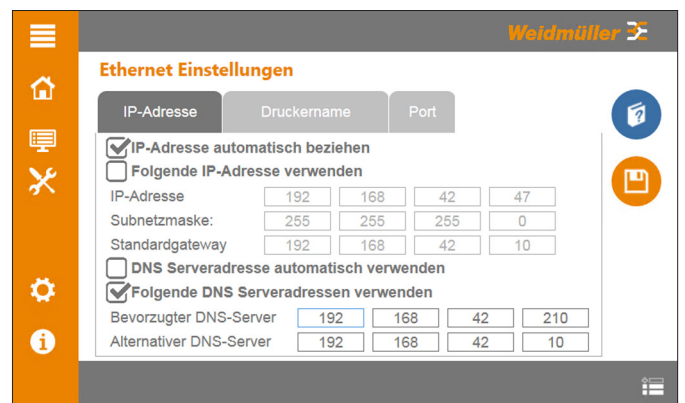 Weidmüller
Ethernet Einstellungen
IP-Adresse Druckername Port
IP-Adresse automatisch beziehen
Folgende IP-Adresse verwenden
IP-Adresse 192 168 42 47
Subnetzmaske: 255 255 255 0
Standardgateway 192 168 42 10
DNS Serveradresse automatisch verwenden
Folgende DNS Serveradressen verwenden
Bevorzugter DNS-Server 192 168 42 210
Alternativer DNS-Server 192 168 42 10